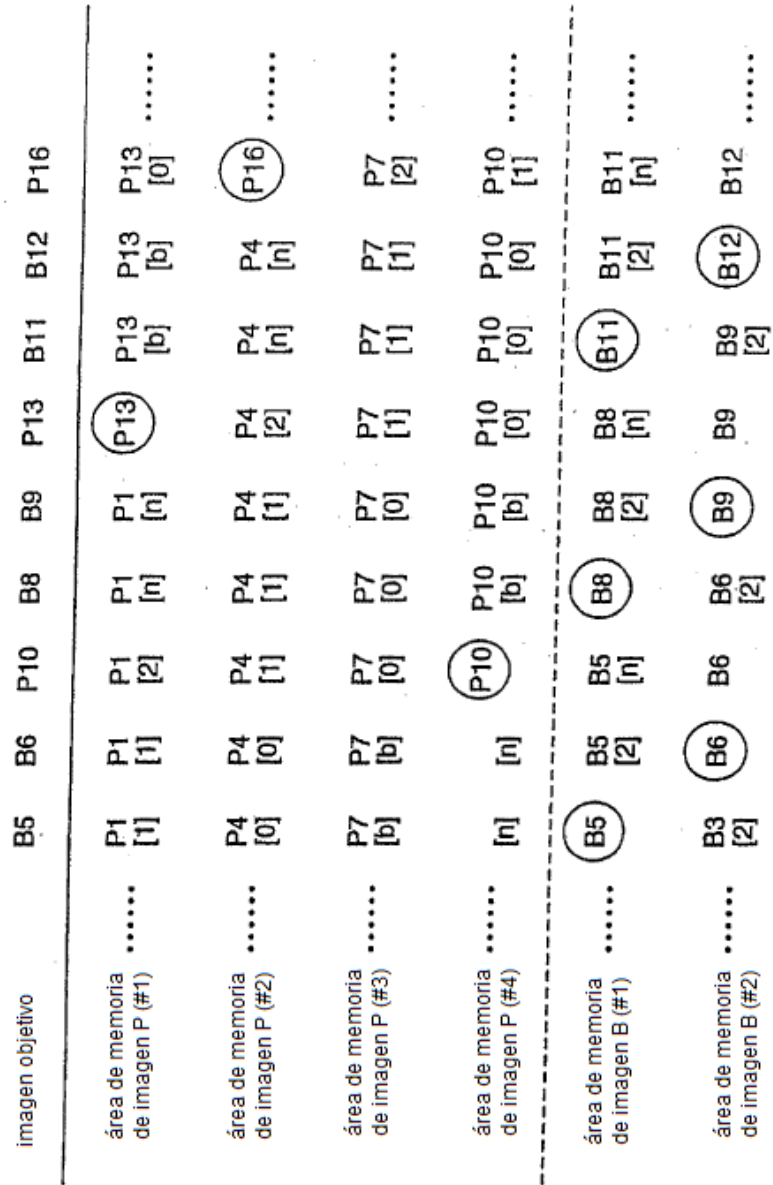 imagen objetivo B5 B6 P10 B8 B9 P13 B11 B12 P16
área de memoria ...... P1 P1 P1 P1 P1 P13 P13 P13 P13 ......
de imagen P (#1) [1] [1] [2] [n] [n] [b] [b] [0]
área de memoria ...... P4 P4 P4 P4 P4 P4 P4 P4 P16 ......
de imagen P (#2) [0] [0] [1] [1] [1] [2] [n] [n]
área de memoria ...... P7 P7 P7 P7 P7 P7 P7 P7 P7 ......
de imagen P (#3) [b] [b] [0] [0] [0] [1] [1] [1] [2]
área de memoria ...... P10 P10 P10 P10 P10 P10 P10 ......
de imagen P (#4) [n] [n] [b] [b] [0] [0] [0] [1]
área de memoria ...... B5 B5 B5 B8 B8 B8 B11 B11 B11 ......
de imagen B (#1) [2] [n] [2] [n] [2] [n]
área de memoria ...... B3 B6 B6 B6 B9 B9 B9 B12 B12 ......
de imagen B (#2) [2] [2] [2]